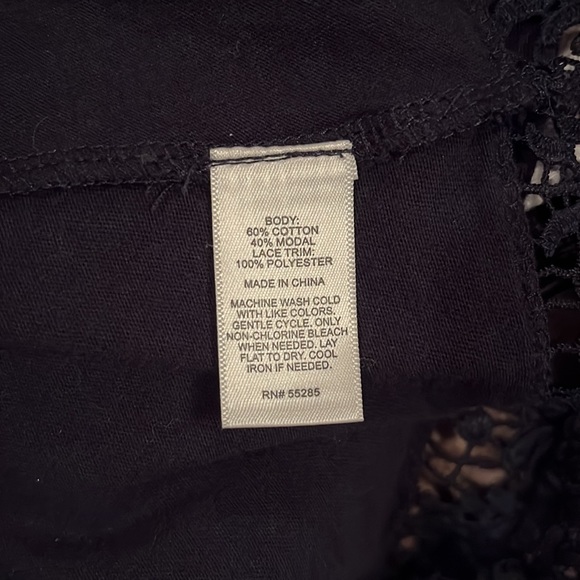 BODY:
60% COTTON
40% MODAL
LACE TRIM:
100% POLYESTER
MADE IN CHINA
MACHINE WASH COLD
WITH LIKE COLORS.
GENTLE CYCLE. ONLY
NON-CHLORINE BLEACH
WHEN NEEDED. LAY
FLAT TO DRY. COOL
IRON IF NEEDED.
RN# 55285